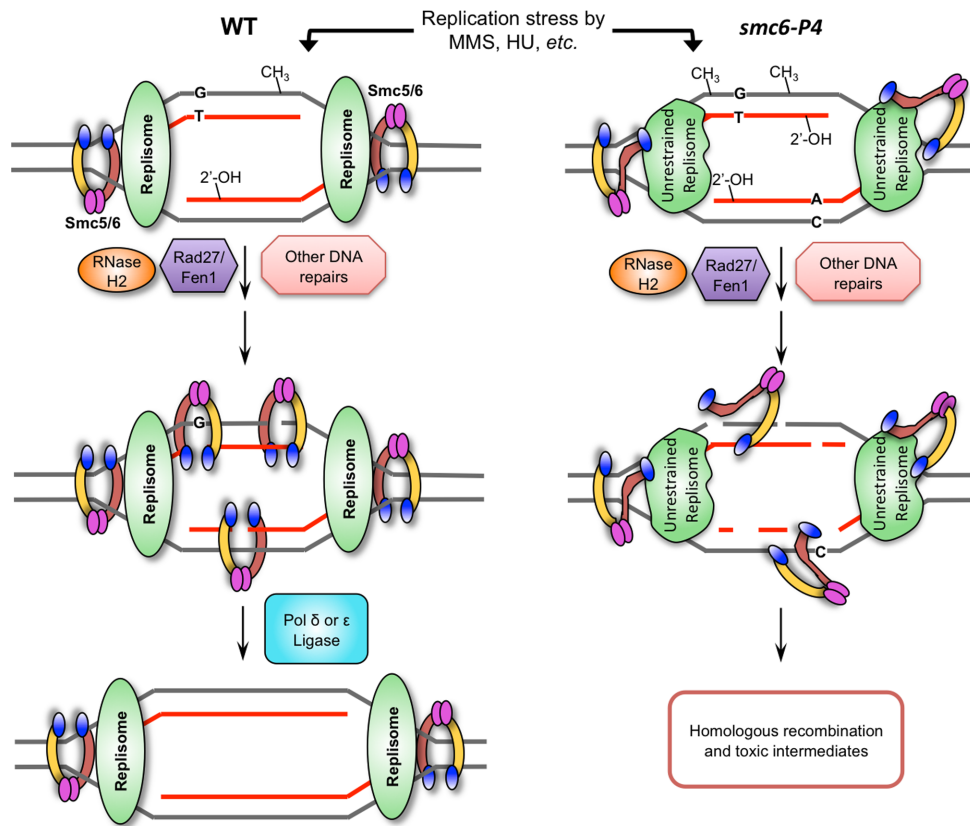 WT
Replication stress by
MMS, HU, etc.
smc6-P4
CH3
G
T
Smc5/6
Replisome
Replisome
2'-OH
Smc5/6
CH3
CH3
G
T
2'-OH
2'-OH
A
C
Unrestrained
Replisome
Unrestrained
Replisome
RNase
H2
Rad27/
Fen1
Other DNA
repairs
RNase
H2
Rad27/
Fen1
Other DNA
repairs
G
Replisome
Replisome
Unrestrained
Replisome
Unrestrained
Replisome
C
Pol δ or ε
Ligase
Replisome
Replisome
Homologous recombination
and toxic intermediates